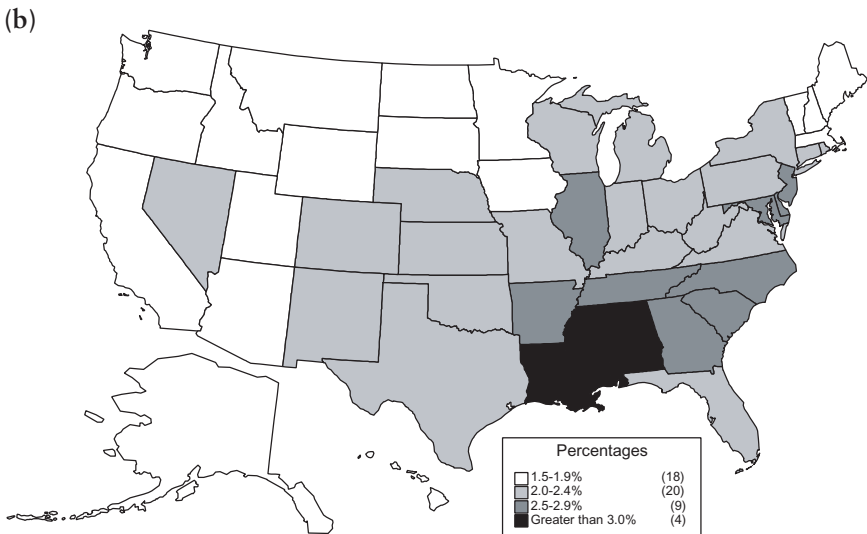 (b)
Percentages
1.5-1.9% (18)
2.0-2.4% (20)
2.5-2.9% (9)
Greater than 3.0% (4)